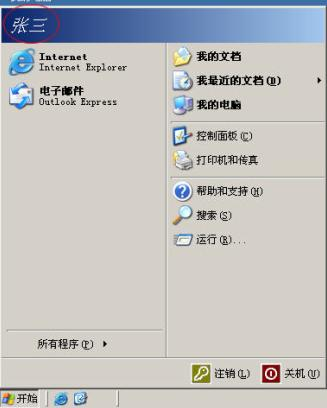 张三
Internet
Internet Explorer
电子邮件
Outlook Express
我的文档
我最近的文档(D)
我的电脑
控制面板(C)
打印机和传真
帮助和支持(H)
搜索(S)
运行(R)...
所有程序(P)
注销(L)
关机(U)
开始